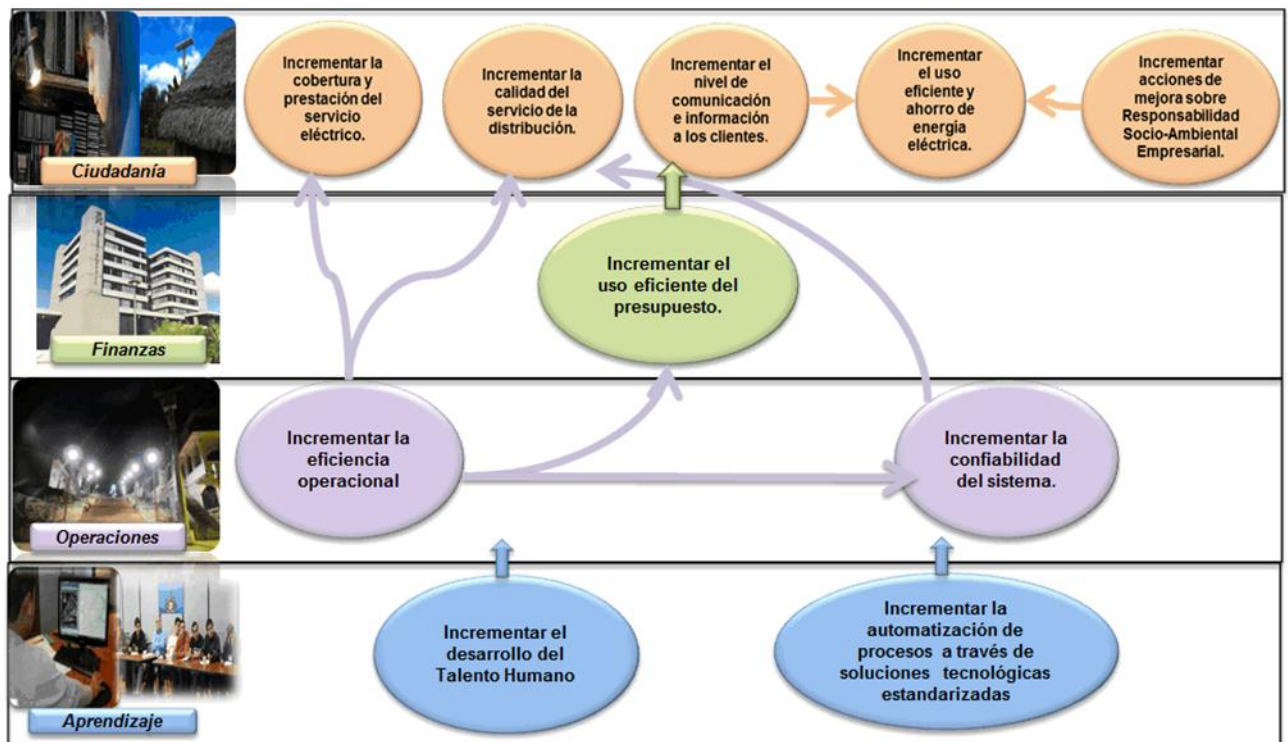 Incrementar la
cobertura y
prestación del
servicio
eléctrico.
Incrementar la
calidad del
servicio de la
distribución.
Incrementar el
nivel de
comunicación
e información
a los clientes.
Incrementar
el uso
eficiente y
ahorro de
energía
eléctrica.
Incrementar
acciones de
mejora sobre
Responsabilidad
Socio-Ambiental
Empresarial.
Ciudadanía
Incrementar el
uso eficiente del
presupuesto.
Finanzas
Incrementar la
eficiencia
operacional
Incrementar la
confiabilidad
del sistema.
Operaciones
Incrementar el
desarrollo del
Talento Humano
Incrementar la
automatización de
procesos a través de
soluciones tecnológicas
estandarizadas
Aprendizaje